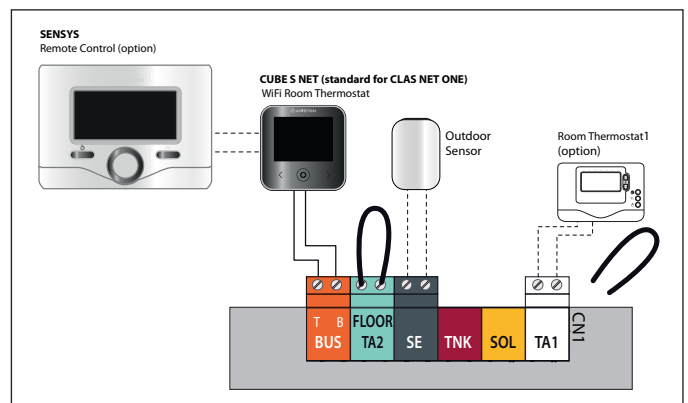 SENSYS
Remote Control (option)
CUBE S NET (standard for CLAS NET ONE)
WiFi Room Thermostat
ARISTON
Outdoor
Sensor
Room Thermostat1
(option)
T B
BUS
FLOOR
TA2
SE
TNK
SOL
TA1
CN1